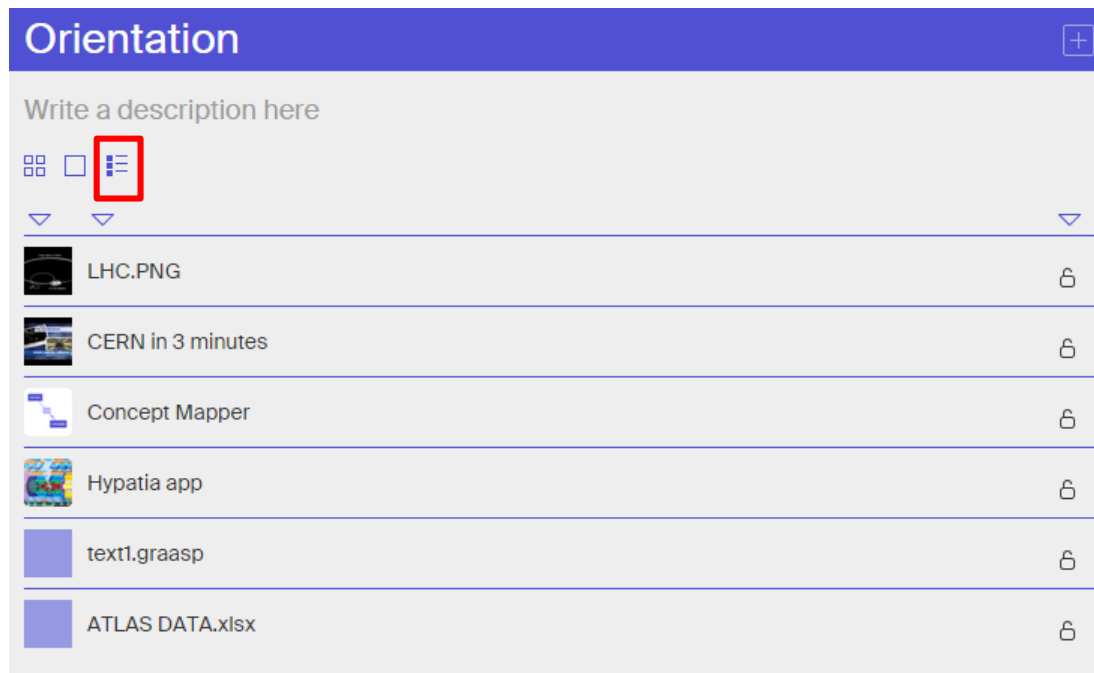 Orientation
Write a description here
LHC.PNG
CERN in 3 minutes
Concept Mapper
Hypatia app
text1.graasp
ATLAS DATA.xlsx